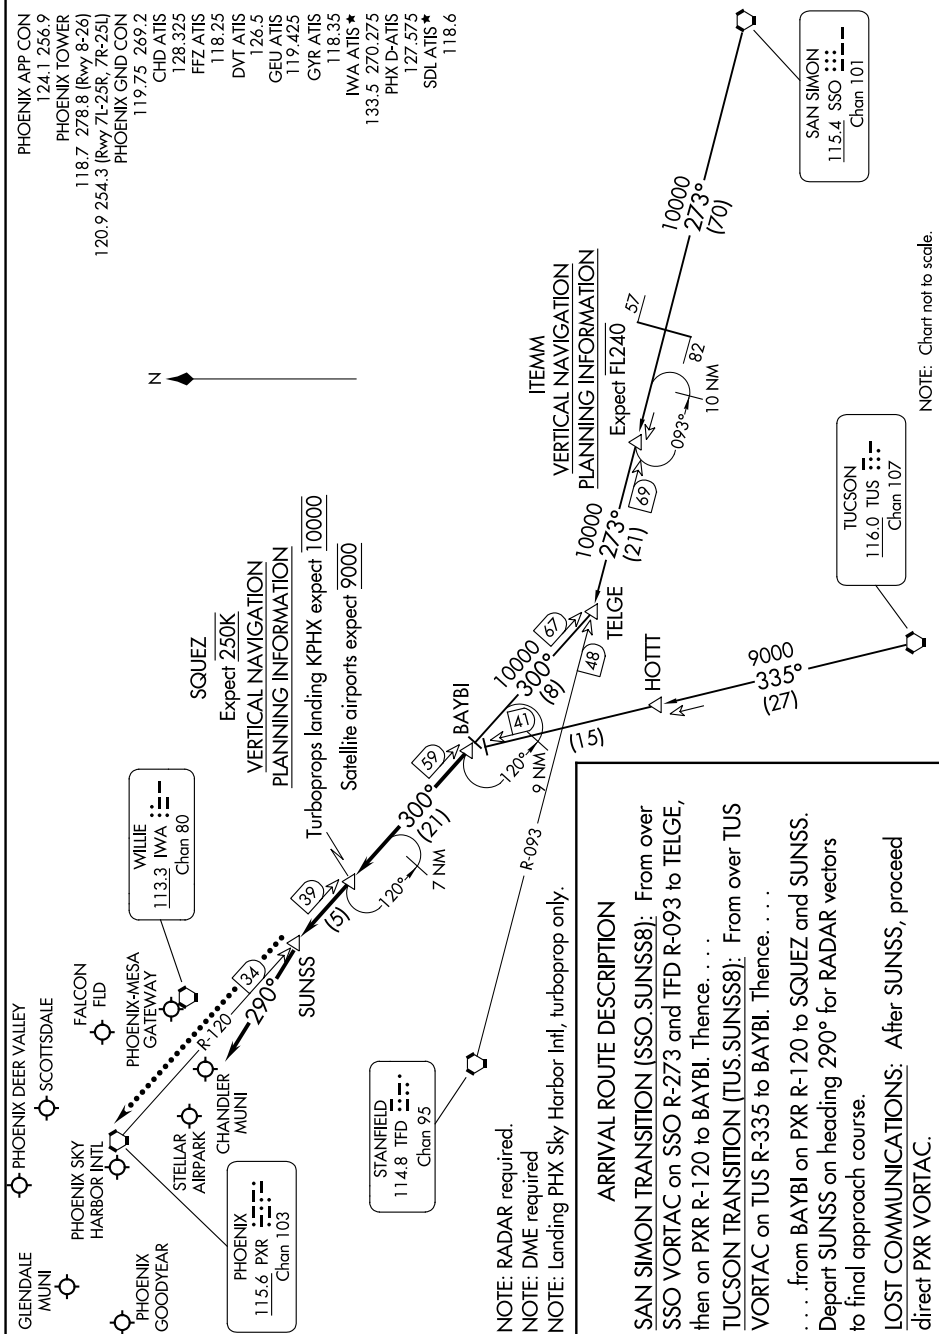 PHOENIX APP CON
124.1 256.9
PHOENIX TOWER
118.7 278.8 (Rwy 8-26)
120.9 254.3 (Rwy 7L-25R, 7R-25L)
PHOENIX GND CON
119.75 269.2
CHD ATIS
128.325
FFZ ATIS
118.25
DVT ATIS
126.5
GEU ATIS
119.425
GYR ATIS
118.35
IWA ATIS★
133.5 270.275
PHX D-ATIS
127.575
SDL ATIS★
118.6
GLENDALE
MUNI
PHOENIX DEER VALLEY
SCOTTSDALE
FALCON
FLD
PHOENIX SKY
HARBOR INTL
PHOENIX
GOODYEAR
PHOENIX-MESA
GATEWAY
STELLAR
AIRPARK
CHANDLER
MUNI
PHOENIX
115.6 PXR
Chan 103
WILLIE
113.3 IWA
Chan 80
STANFIELD
114.8 TFD
Chan 95
TUCSON
116.0 TUS
Chan 107
SAN SIMON
115.4 SSO
Chan 101
N
SQUEZ
Expect 250K
VERTICAL NAVIGATION
PLANNING INFORMATION
Turboprops landing KPHX expect 10000
Satellite airports expect 9000
ITEMM
VERTICAL NAVIGATION
PLANNING INFORMATION
Expect FL240
R-120
34
290°
SUNSS
39
(5)
120°
7 NM
300°
(21)
59
BAYBI
120°
9 NM
41
10000
300°
(8)
67
TELGE
48
R-093
(15)
HOTTT
9000
335°
(27)
10000
273°
(21)
69
093°
10 NM
57
82
10000
273°
(70)
NOTE: RADAR required.
NOTE: DME required
NOTE: Landing PHX Sky Harbor Intl, turboprop only.
NOTE: Chart not to scale.
ARRIVAL ROUTE DESCRIPTION
SAN SIMON TRANSITION (SSO.SUNSS8): From over
SSO VORTAC on SSO R-273 and TFD R-093 to TELGE,
then on PXR R-120 to BAYBI. Thence. . . .
TUCSON TRANSITION (TUS.SUNSS8): From over TUS
VORTAC on TUS R-335 to BAYBI. Thence. . . .
. . . .from BAYBI on PXR R-120 to SQUEZ and SUNSS.
Depart SUNSS on heading 290° for RADAR vectors
to final approach course.
LOST COMMUNICATIONS: After SUNSS, proceed
direct PXR VORTAC.